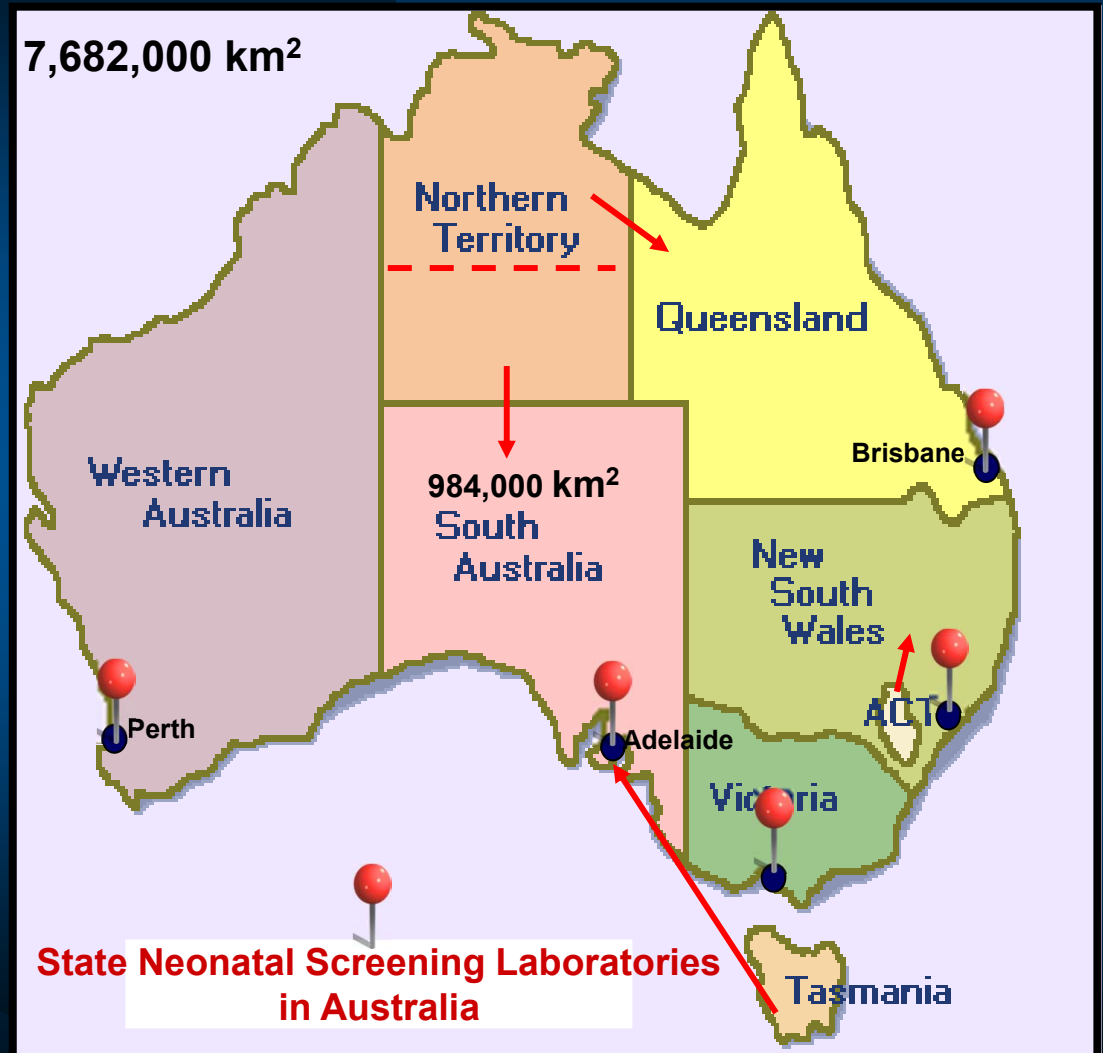 7,682,000 km²
Northern
Territory
Queensland
Brisbane
Western
Australia
984,000 km²
South
Australia
New
South
Wales
ACT
Perth
Adelaide
Victoria
State Neonatal Screening Laboratories
in Australia
Tasmania